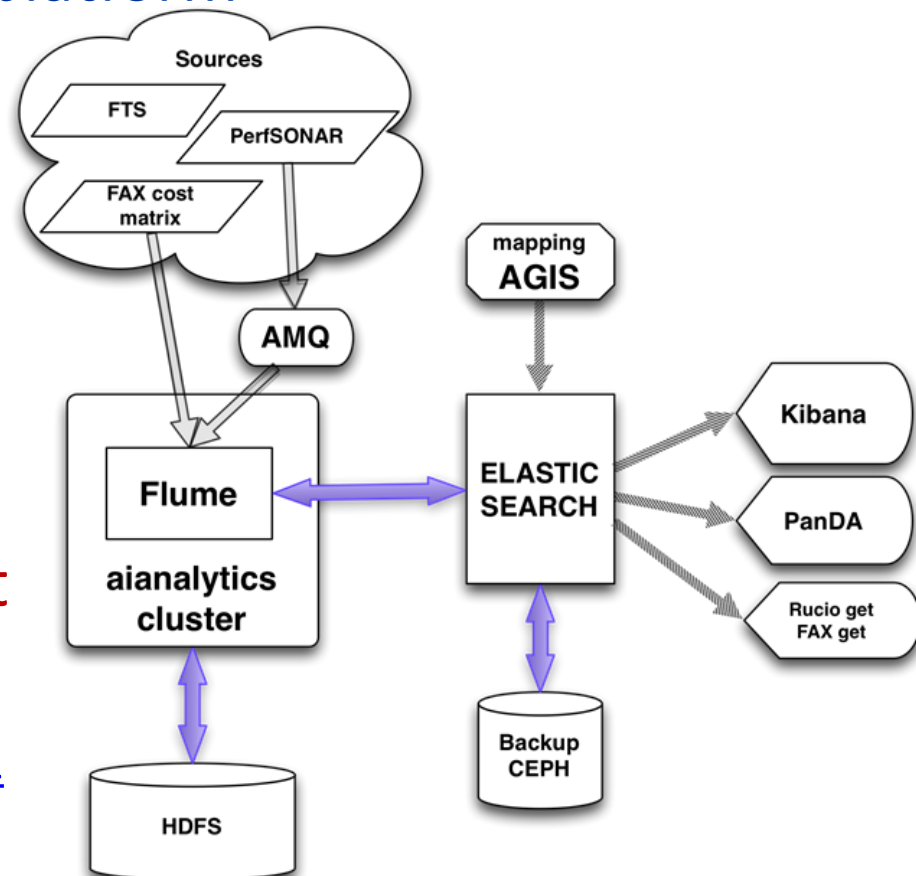 Sources
FTS
PerfSONAR
FAX cost
matrix
mapping
AGIS
AMQ
Kibana
Flume
ELASTIC
SEARCH
PanDA
aianalytics
cluster
Rucio get
FAX get
Backup
CEPH
HDFS